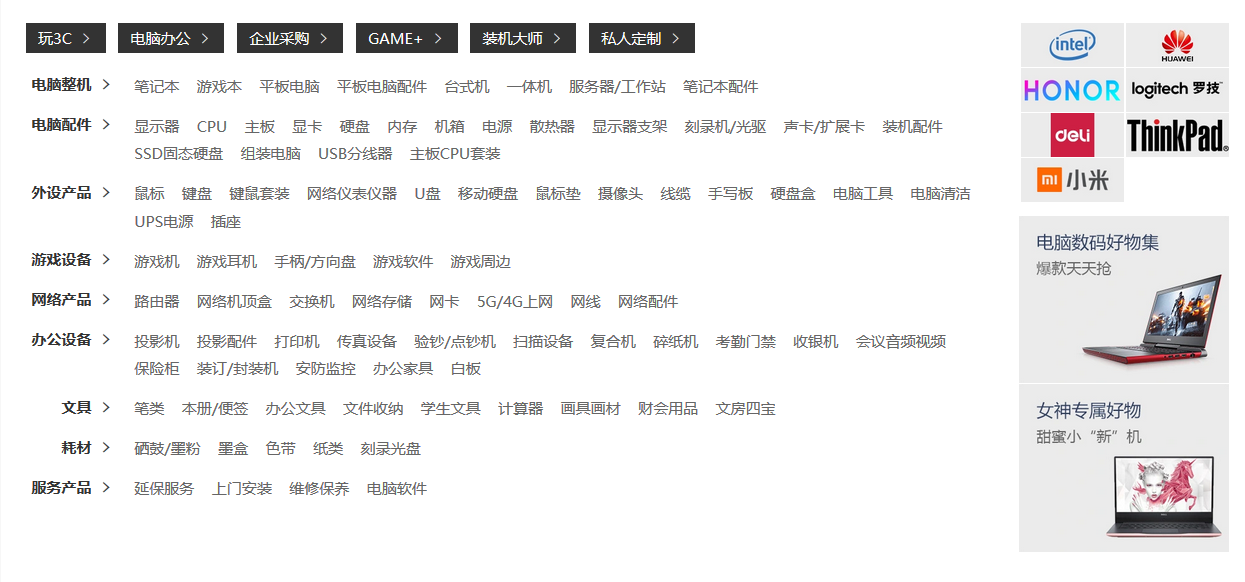 玩3C 电脑办公 企业采购 GAME+ 装机大师 私人定制
电脑整机 笔记本 游戏本 平板电脑 平板电脑配件 台式机 一体机 服务器/工作站 笔记本配件
电脑配件 显示器 CPU 主板 显卡 硬盘 内存 机箱 电源 散热器 显示器支架 刻录机/光驱 声卡/扩展卡 装机配件
SSD固态硬盘 组装电脑 USB分线器 主板CPU套装
外设产品 鼠标 键盘 键鼠套装 网络仪表仪器 U盘 移动硬盘 鼠标垫 摄像头 线缆 手写板 硬盘盒 电脑工具 电脑清洁
UPS电源 插座
游戏设备 游戏机 游戏耳机 手柄/方向盘 游戏软件 游戏周边
网络产品 路由器 网络机顶盒 交换机 网络存储 网卡 5G/4G上网 网线 网络配件
办公设备 投影机 投影配件 打印机 传真设备 验钞/点钞机 扫描设备 复合机 碎纸机 考勤门禁 收银机 会议音频视频
保险柜 装订/封装机 安防监控 办公家具 白板
文具 笔类 本册/便签 办公文具 文件收纳 学生文具 计算器 画具画材 财会用品 文房四宝
耗材 硒鼓/墨粉 墨盒 色带 纸类 刻录光盘
服务产品 延保服务 上门安装 维修保养 电脑软件
intel HUAWEI
HONOR logitech 罗技
deli ThinkPad
mi 小米
电脑数码好物集
爆款天天抢
女神专属好物
甜蜜小“新”机